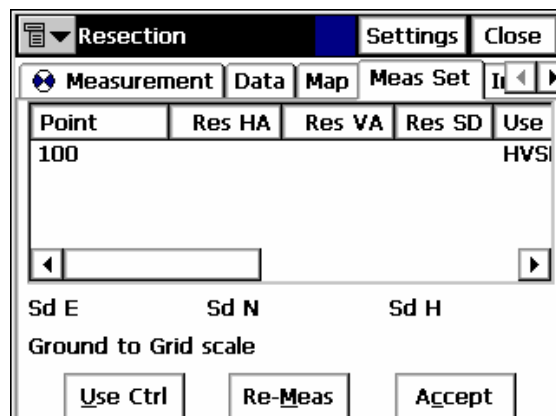 Resection Settings Close
Measurement Data Map Meas Set
Point Res HA Res VA Res SD Use
100
Sd E Sd N Sd H
Ground to Grid scale
Use Ctrl Re-Meas Accept